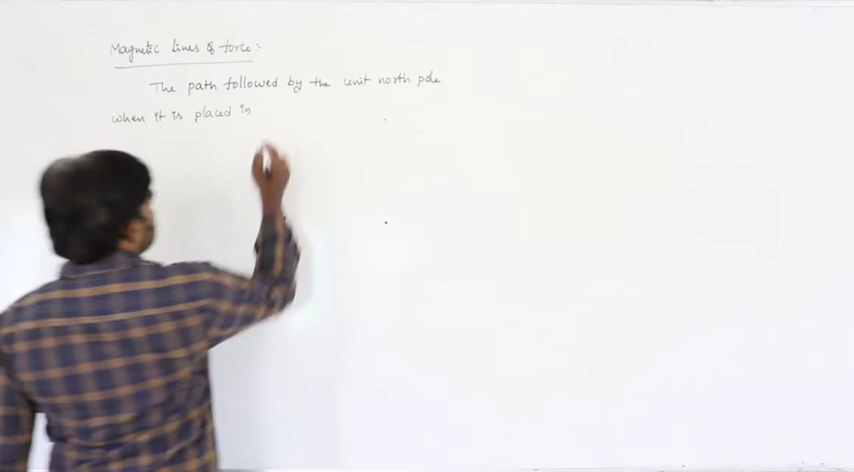 Magnetic lines of force :-
The path followed by the unit north pole
when it is placed in